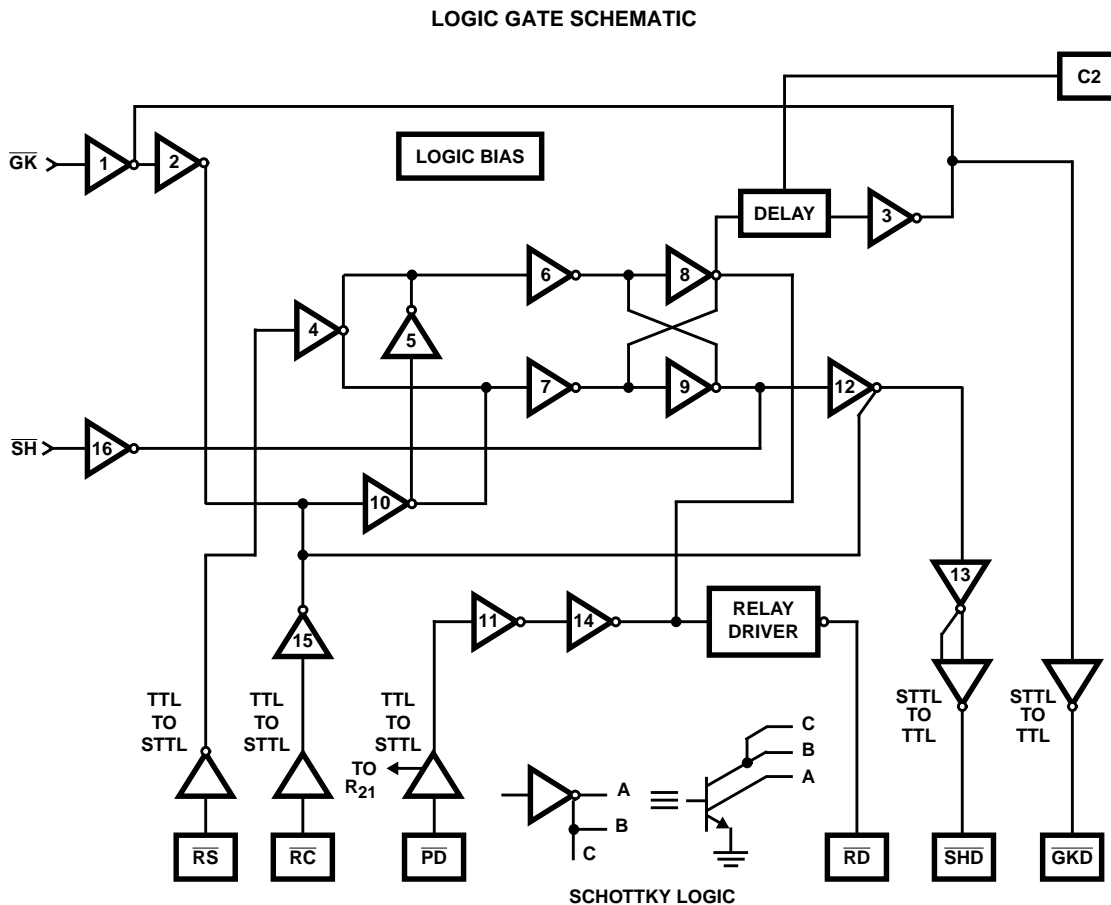 LOGIC GATE SCHEMATIC
C2
GK
1
2
LOGIC BIAS
DELAY
3
6
8
4
5
7
9
12
SH
16
10
13
11
14
RELAY
DRIVER
15
TTL
TO
STTL
TTL
TO
STTL
TTL
TO
STTL
STTL
TO
TTL
STTL
TO
TTL
TO
R21
A
B
C
C
B
A
RS
RC
PD
RD
SHD
GKD
SCHOTTKY LOGIC